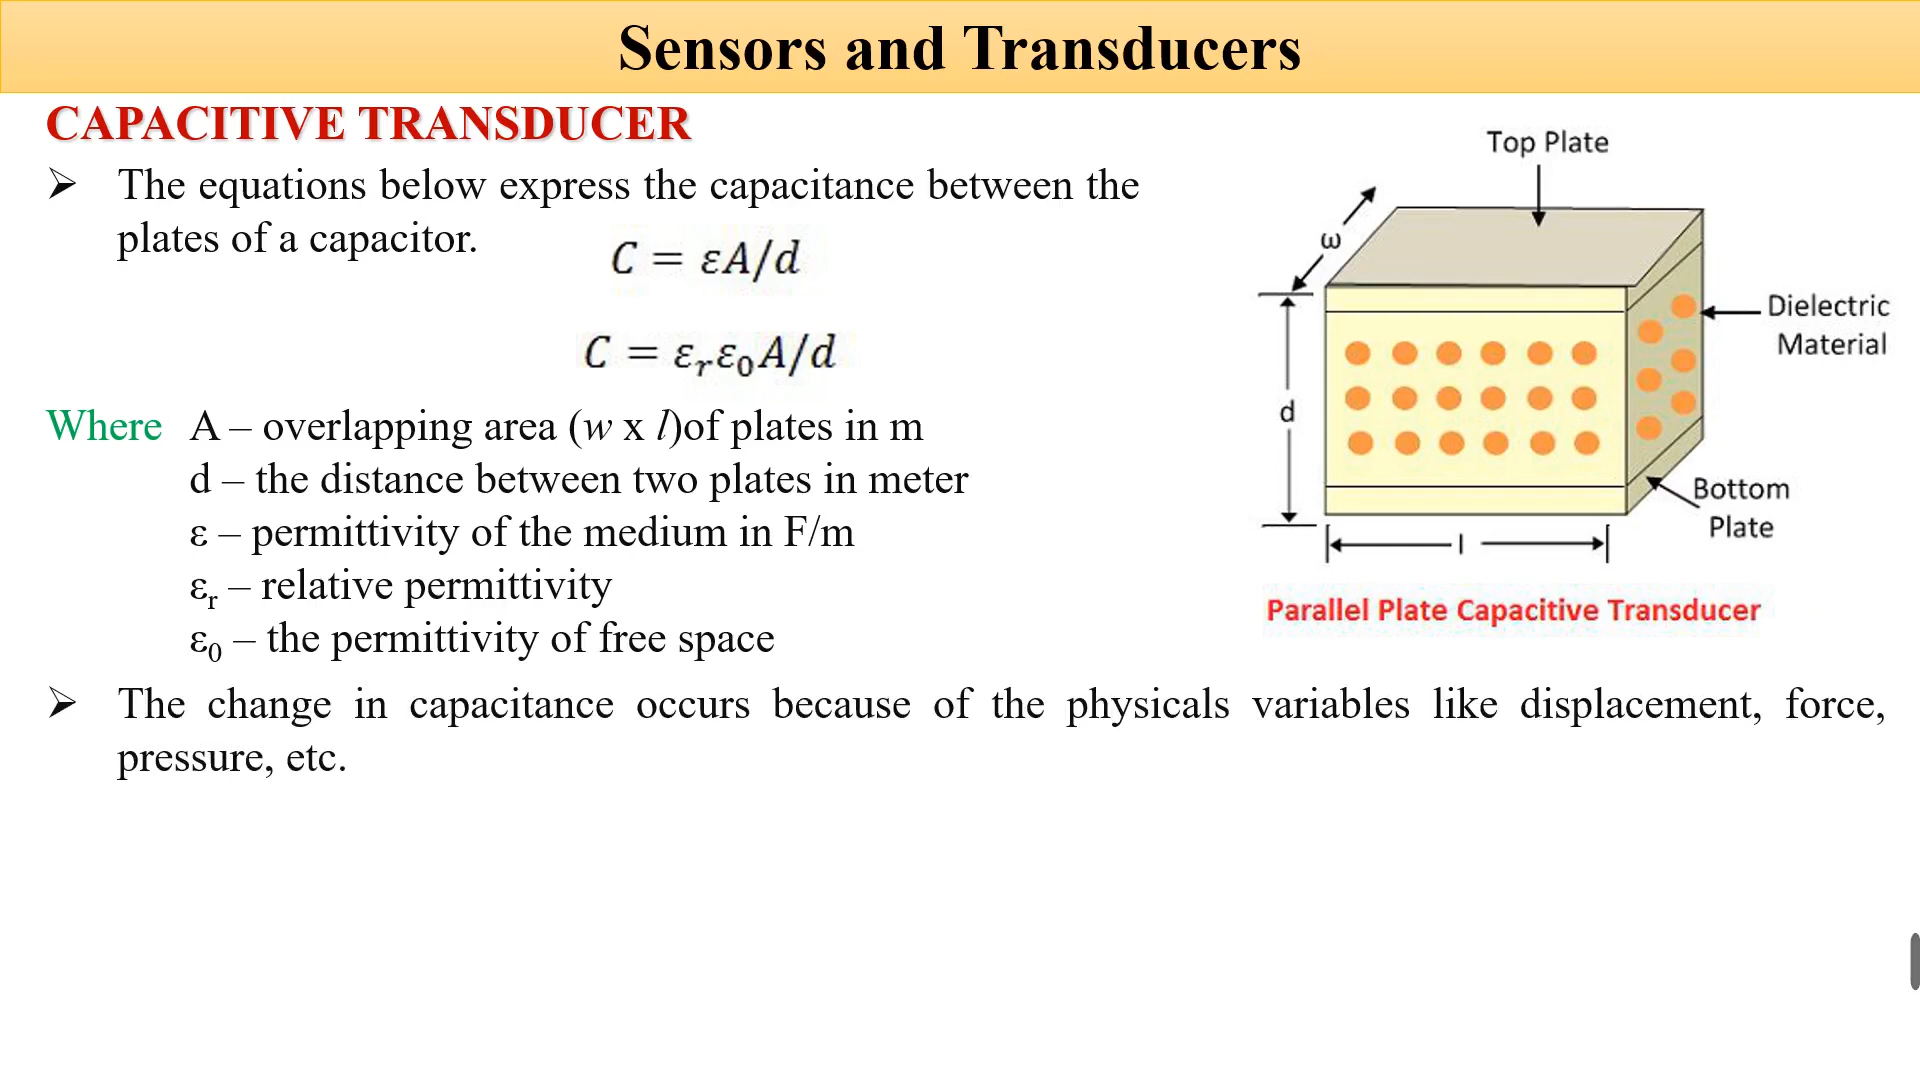 Sensors and Transducers
CAPACITIVE TRANSDUCER
➢ The equations below express the capacitance between the
plates of a capacitor.
C = εA/d
C = εᵣε₀A/d
Where A – overlapping area (w x l)of plates in m
d – the distance between two plates in meter
ε – permittivity of the medium in F/m
εᵣ – relative permittivity
ε₀ – the permittivity of free space
➢ The change in capacitance occurs because of the physicals variables like displacement, force,
pressure, etc.
Top Plate
ω
Dielectric
Material
d
Bottom
Plate
l
Parallel Plate Capacitive Transducer